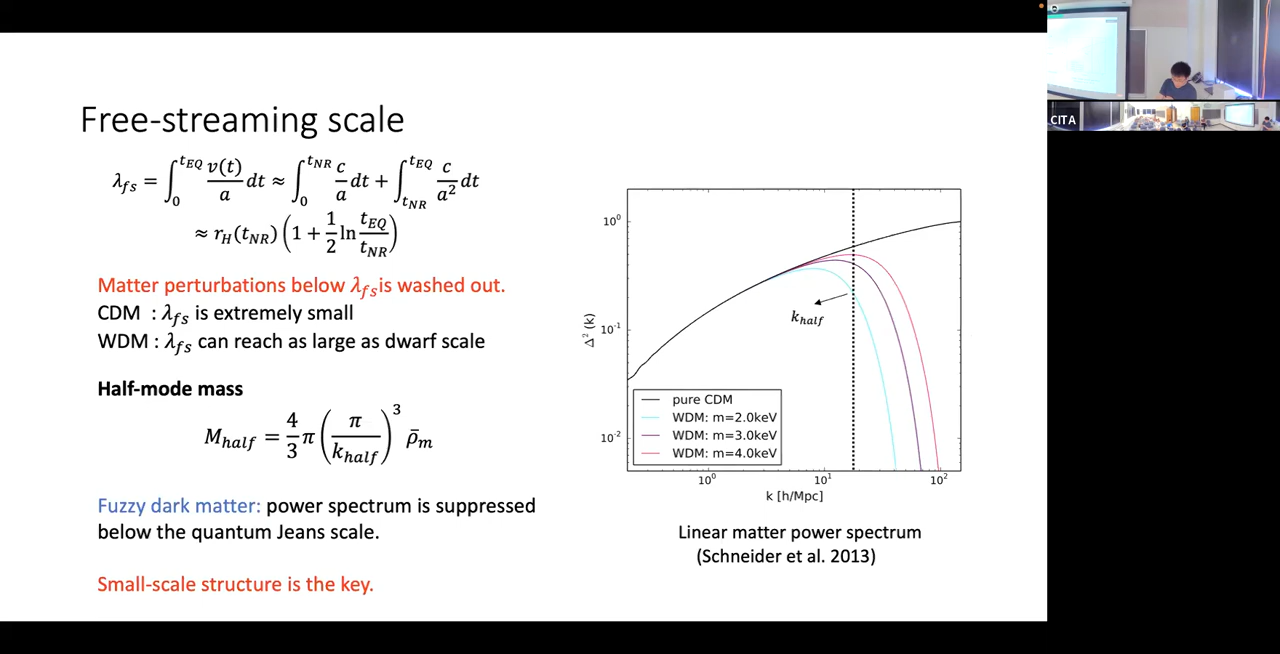 Free-streaming scale
λ_fs = ∫_0^{t_EQ} v(t)/a dt ≈ ∫_0^{t_NR} c/a dt + ∫_{t_NR}^{t_EQ} c/a² dt
≈ r_H(t_NR) (1 + 1/2 ln t_EQ/t_NR)
Matter perturbations below λ_fs is washed out.
CDM : λ_fs is extremely small
WDM : λ_fs can reach as large as dwarf scale
Half-mode mass
M_half = 4/3 π (π/k_half)³ ρ̄_m
Fuzzy dark matter: power spectrum is suppressed
below the quantum Jeans scale.
Small-scale structure is the key.
10⁰
10⁻¹
10⁻²
Δ² (k)
k_half
pure CDM
WDM: m=2.0keV
WDM: m=3.0keV
WDM: m=4.0keV
10⁰ 10¹ 10²
k [h/Mpc]
Linear matter power spectrum
(Schneider et al. 2013)
CITA